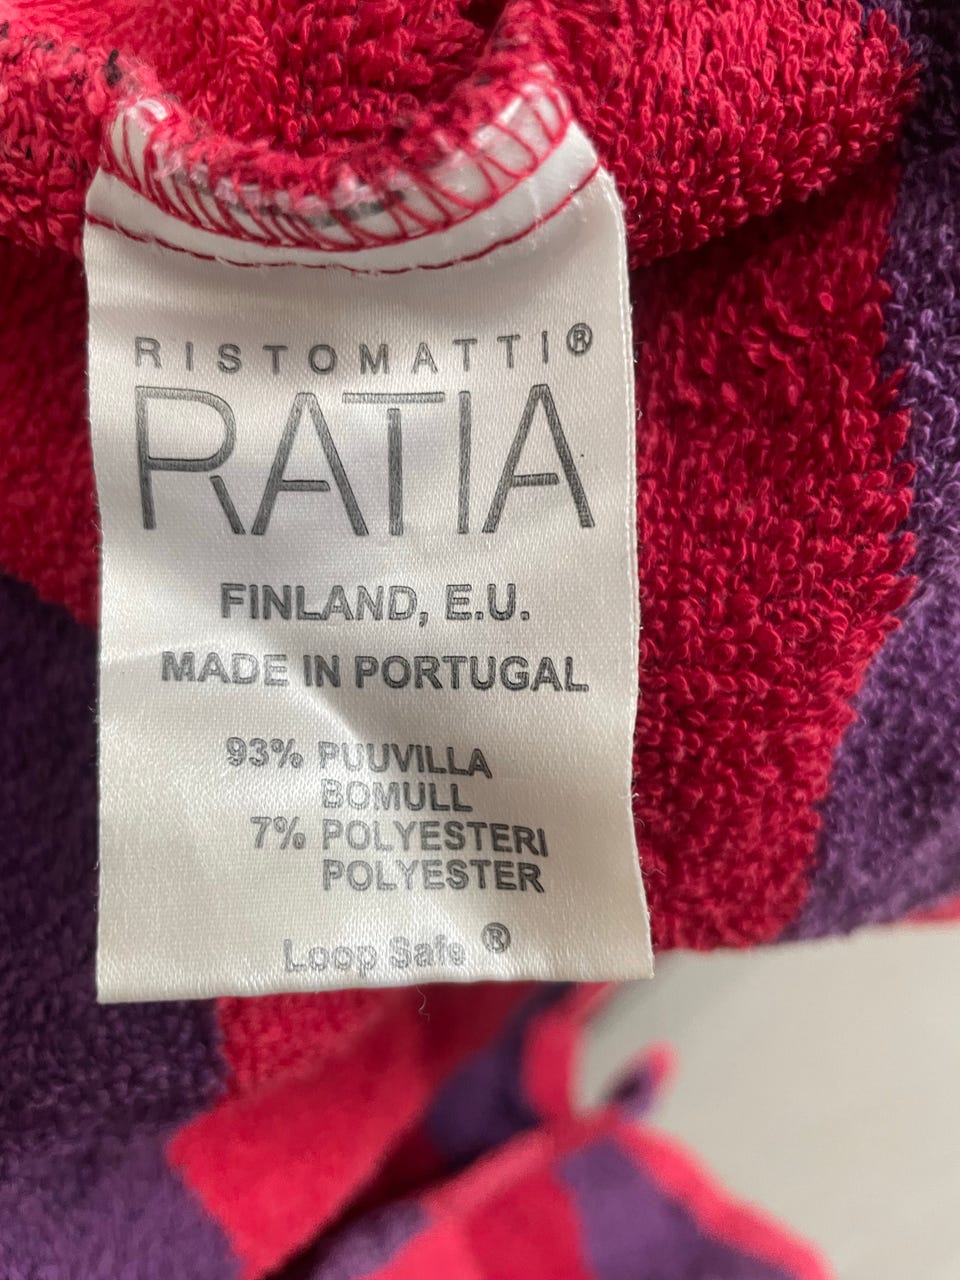 RISTOMATTI®
RATIA
FINLAND, E.U.
MADE IN PORTUGAL
93% PUUVILLA
BOMULL
7% POLYESTERI
POLYESTER
Loop Safe ®